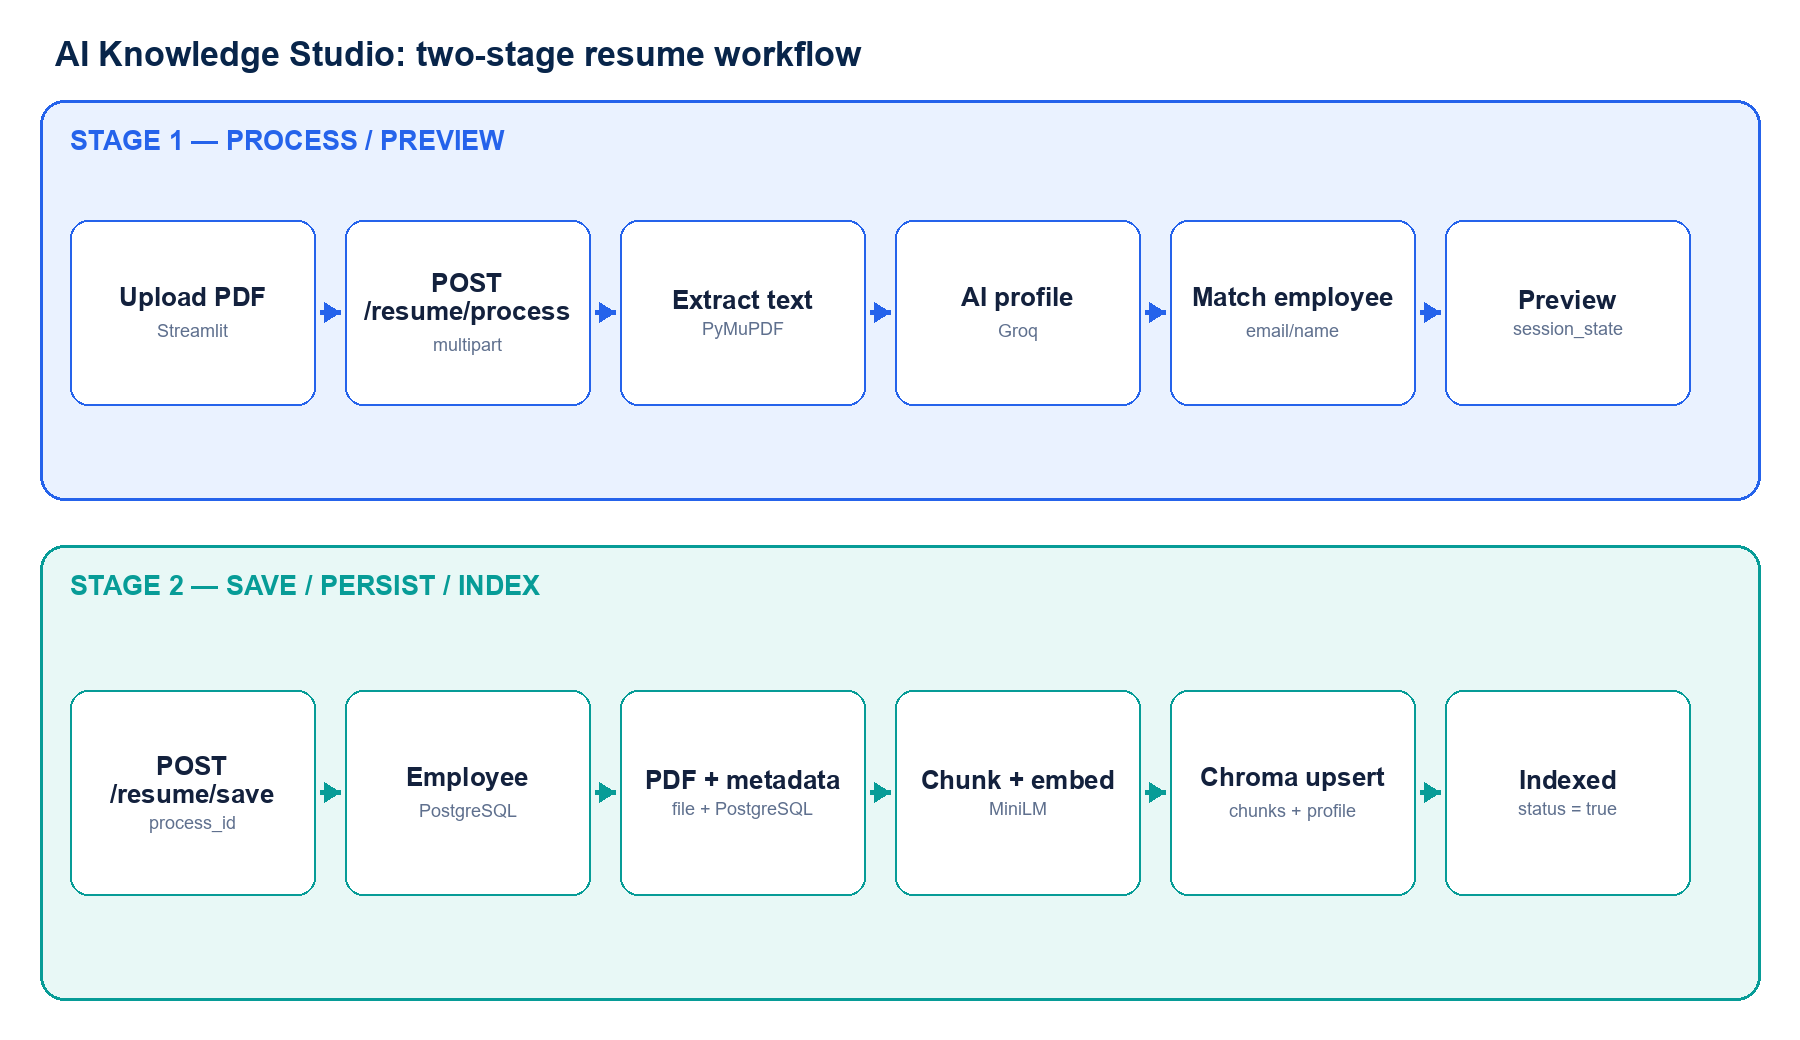 AI Knowledge Studio: two-stage resume workflow
STAGE 1 — PROCESS / PREVIEW
Upload PDF
Streamlit
POST
/resume/process
multipart
Extract text
PyMuPDF
AI profile
Groq
Match employee
email/name
Preview
session_state
STAGE 2 — SAVE / PERSIST / INDEX
POST
/resume/save
process_id
Employee
PostgreSQL
PDF + metadata
file + PostgreSQL
Chunk + embed
MiniLM
Chroma upsert
chunks + profile
Indexed
status = true